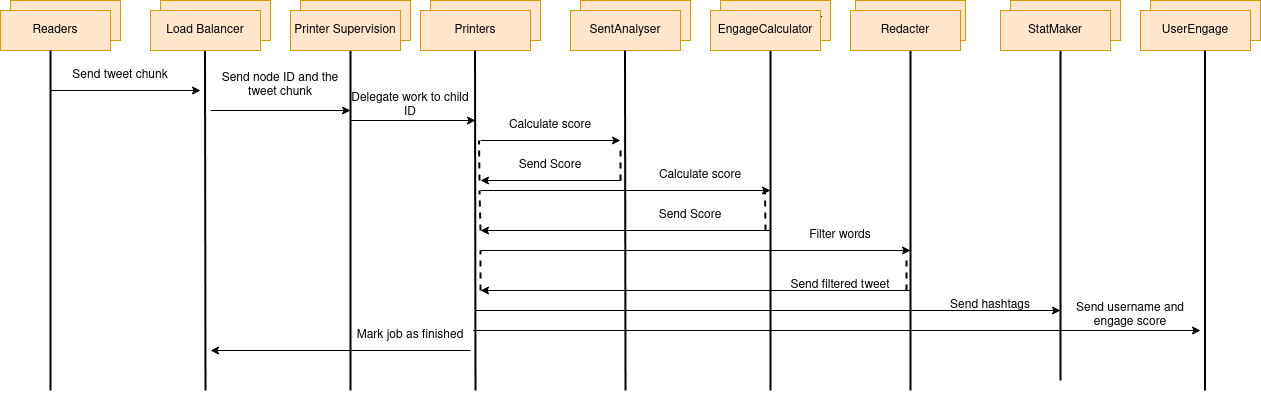 Readers
Load Balancer
Printer Supervision
Printers
SentAnalyser
EngageCalculator
Redacter
StatMaker
UserEngage
Send tweet chunk
Send node ID and the
tweet chunk
Delegate work to child
ID
Calculate score
Send Score
Calculate score
Send Score
Filter words
Send filtered tweet
Send hashtags
Send username and
engage score
Mark job as finished